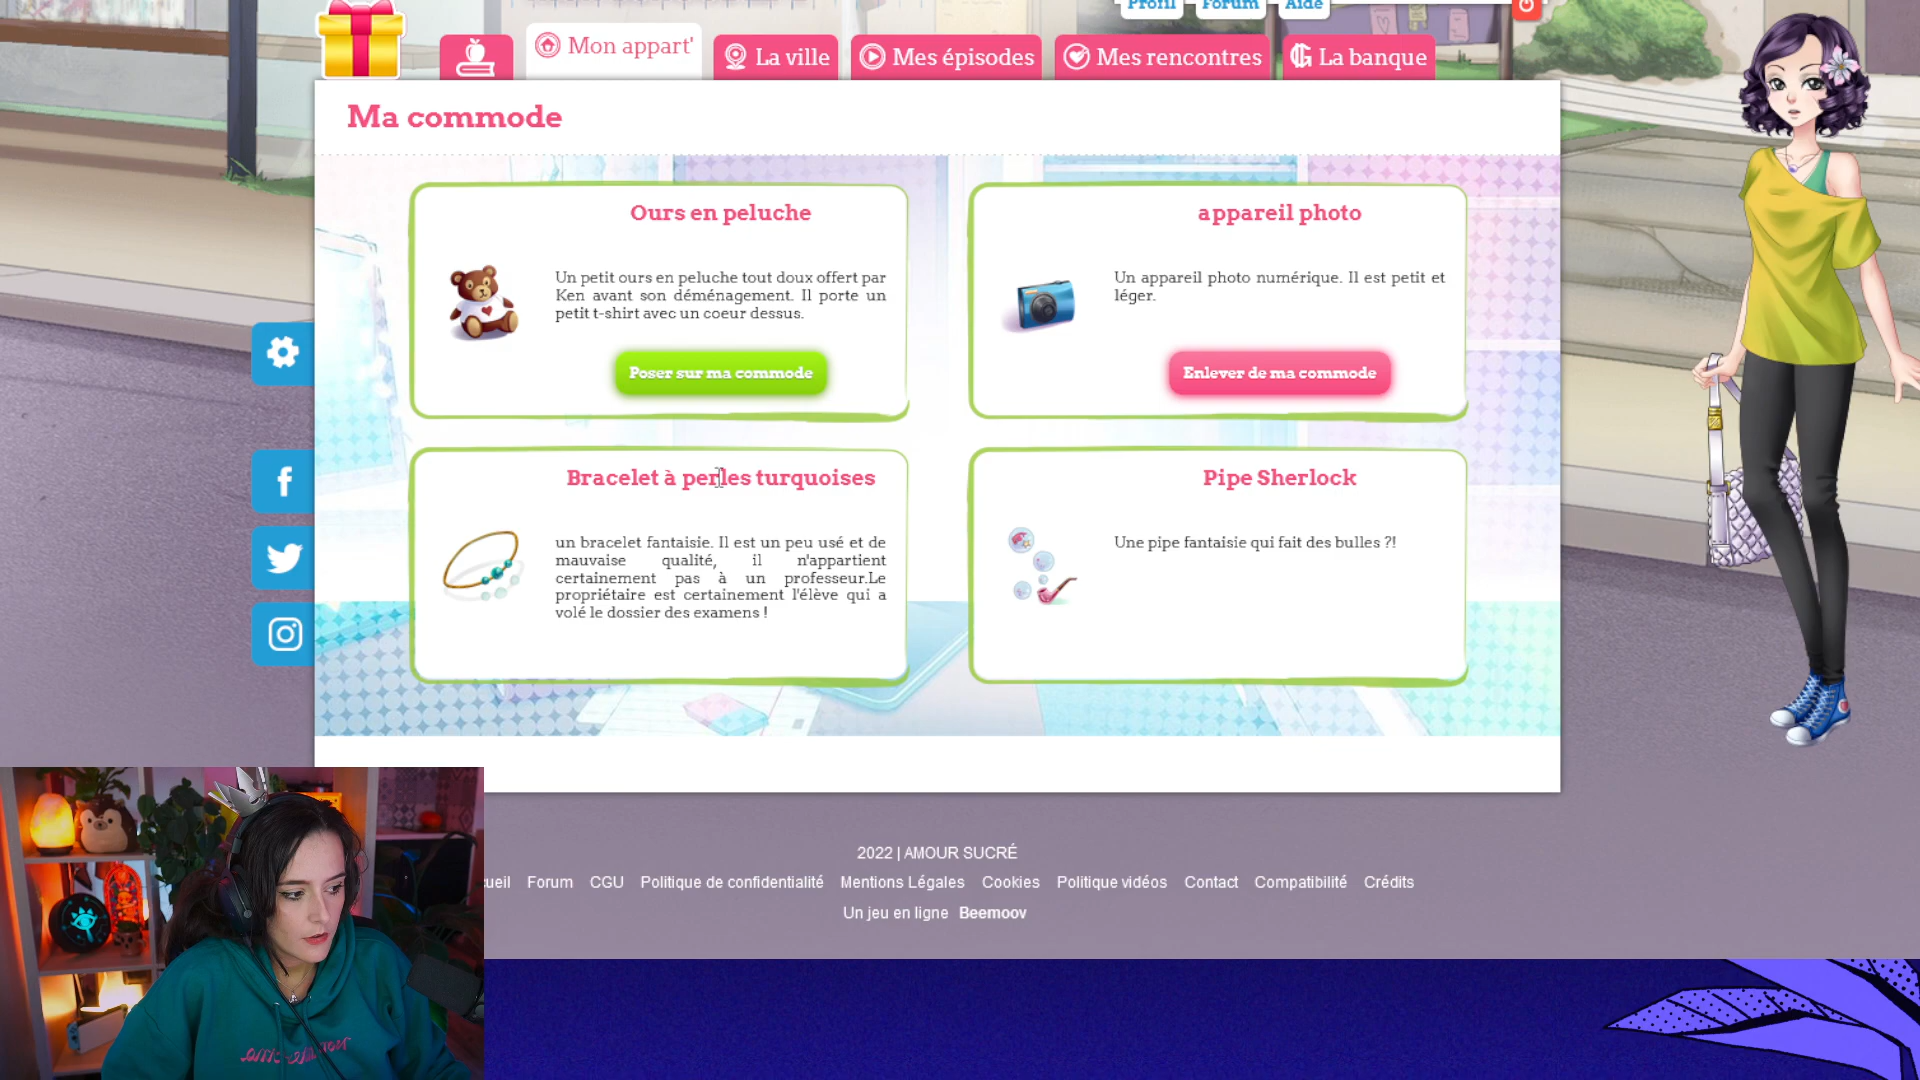 Profil Forum Aide
Mon appart' La ville Mes épisodes Mes rencontres La banque
Ma commode
Ours en peluche
Un petit ours en peluche tout doux offert par
Ken avant son déménagement. Il porte un
petit t-shirt avec un coeur dessus.
Poser sur ma commode
appareil photo
Un appareil photo numérique. Il est petit et
léger.
Enlever de ma commode
Bracelet à perles turquoises
un bracelet fantaisie. Il est un peu usé et de
mauvaise qualité, il n'appartient
certainement pas à un professeur.Le
propriétaire est certainement l'élève qui a
volé le dossier des examens !
Pipe Sherlock
Une pipe fantaisie qui fait des bulles ?!
2022 | AMOUR SUCRÉ
cueil Forum CGU Politique de confidentialité Mentions Légales Cookies Politique vidéos Contact Compatibilité Crédits
Un jeu en ligne Beemoov